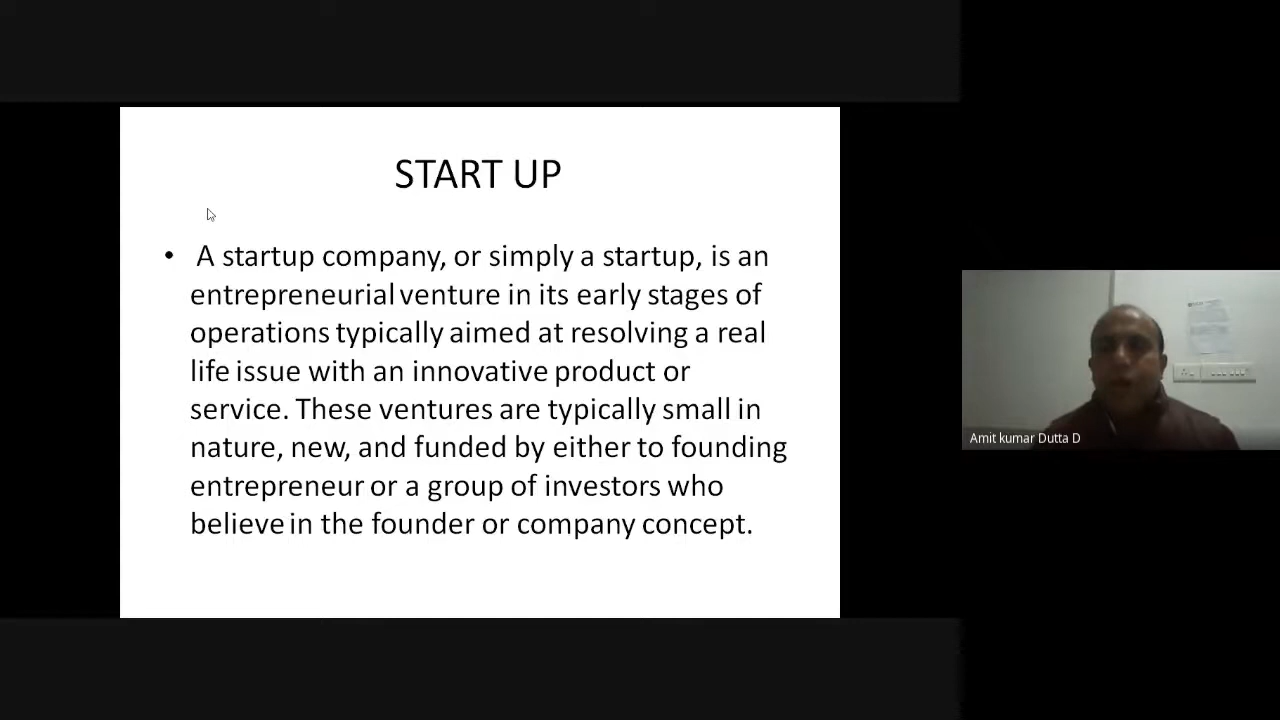 START UP
• A startup company, or simply a startup, is an
entrepreneurial venture in its early stages of
operations typically aimed at resolving a real
life issue with an innovative product or
service. These ventures are typically small in
nature, new, and funded by either to founding
entrepreneur or a group of investors who
believe in the founder or company concept.
Amit kumar Dutta D